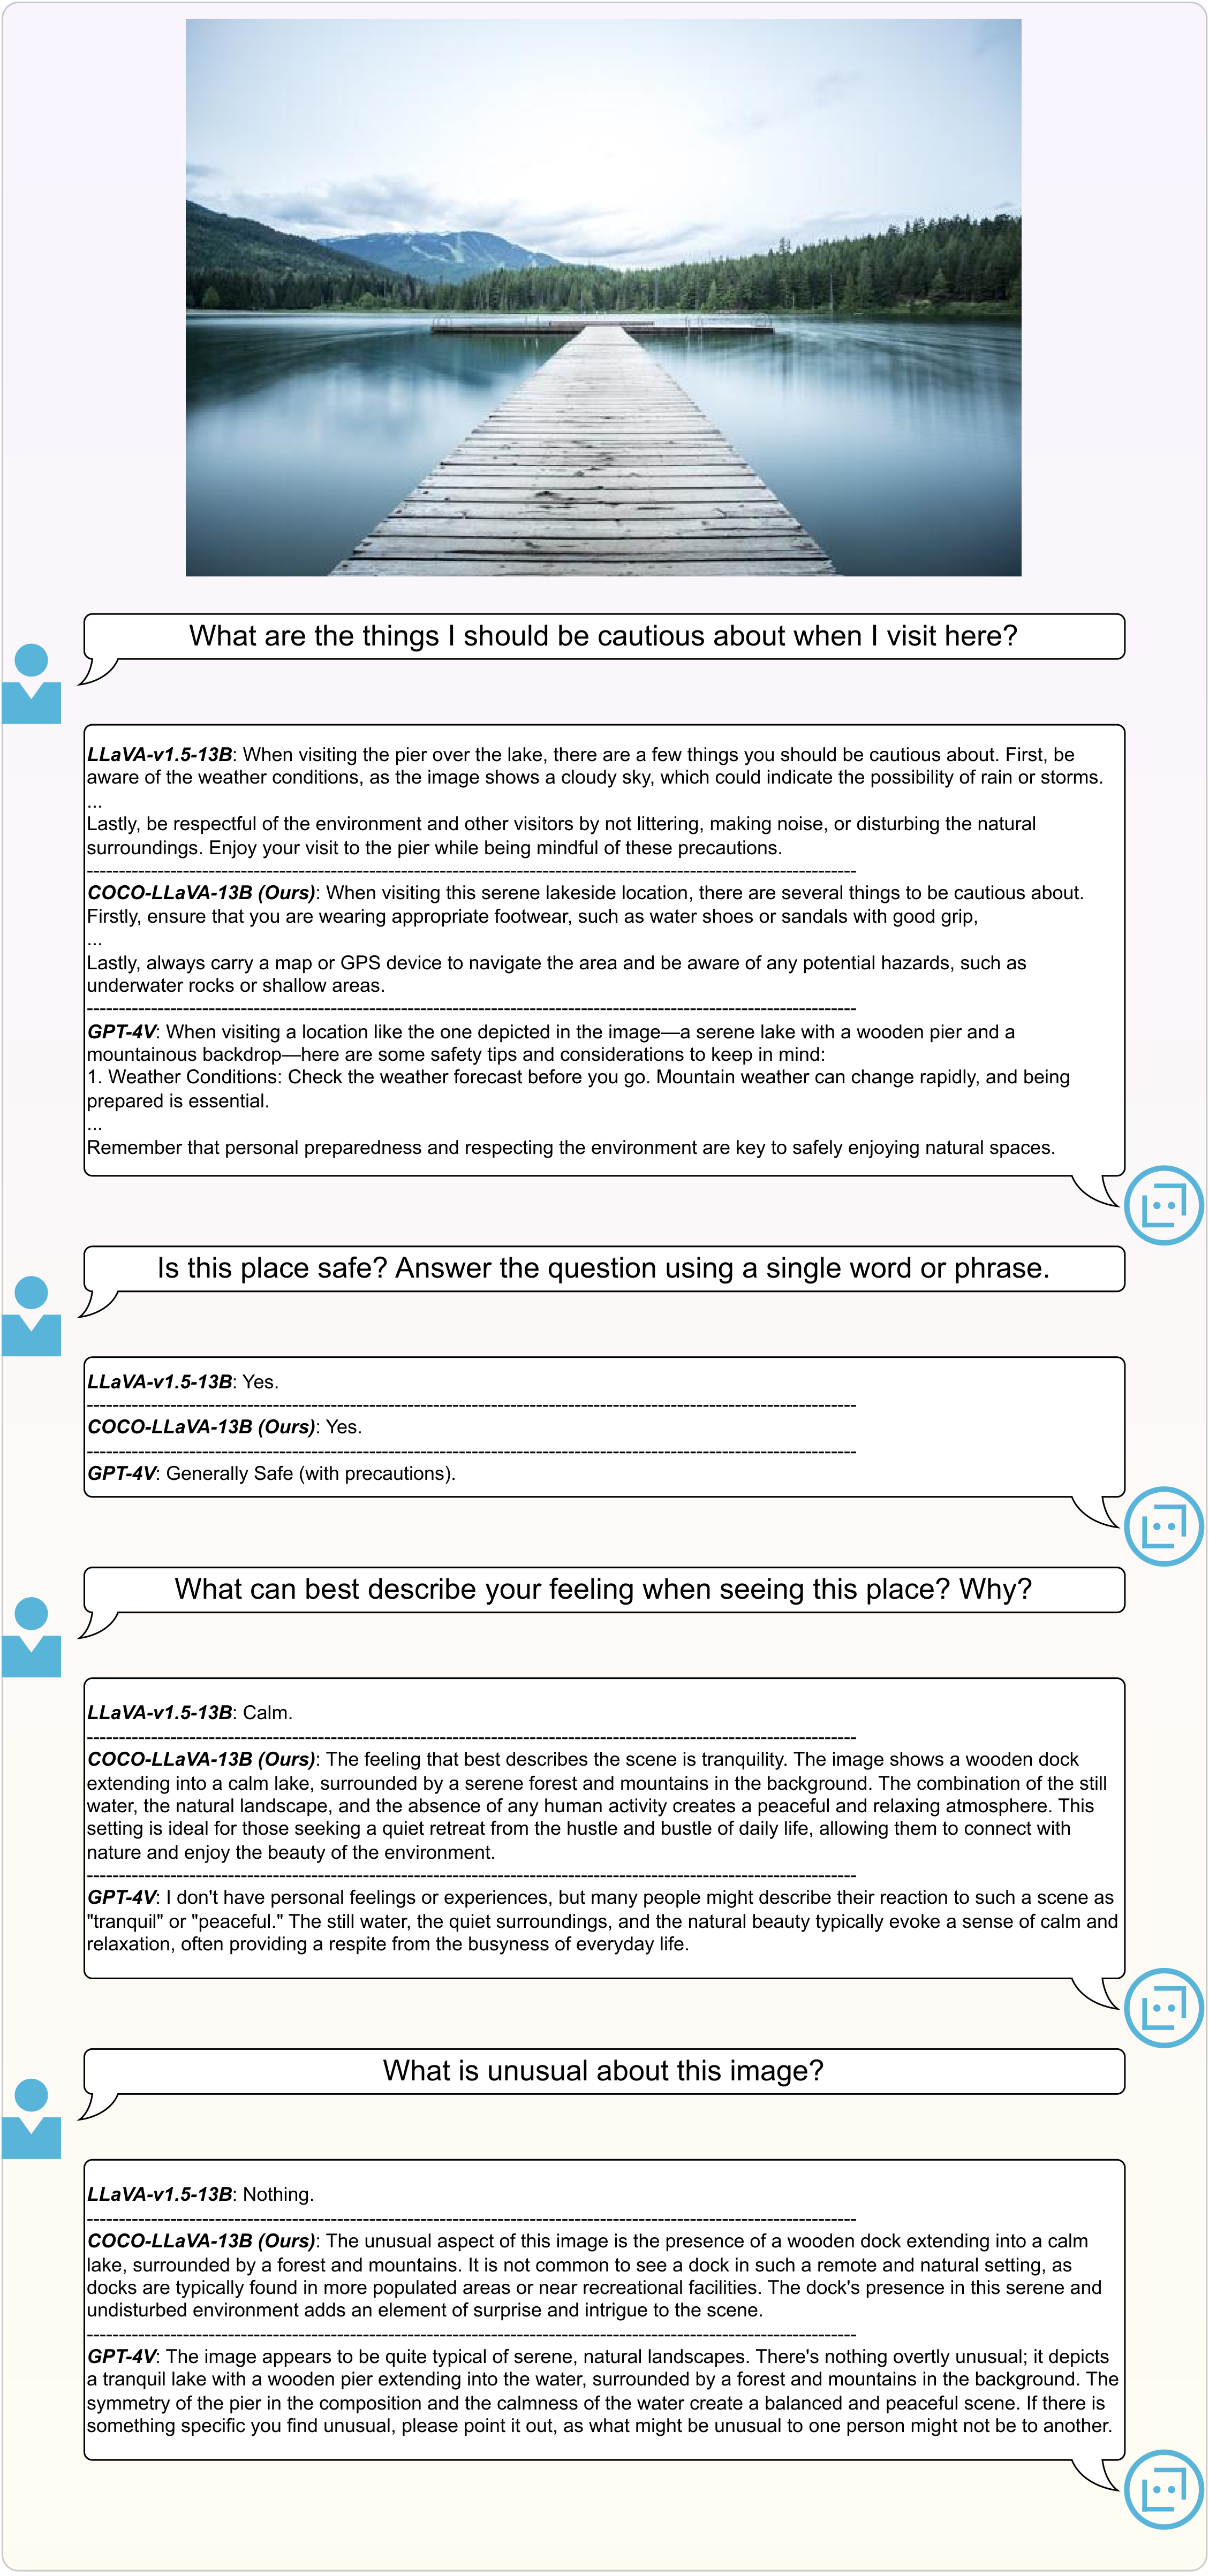 What are the things I should be cautious about when I visit here?
LLaVA-v1.5-13B: When visiting the pier over the lake, there are a few things you should be cautious about. First, be
aware of the weather conditions, as the image shows a cloudy sky, which could indicate the possibility of rain or storms.
...
Lastly, be respectful of the environment and other visitors by not littering, making noise, or disturbing the natural
surroundings. Enjoy your visit to the pier while being mindful of these precautions.
------------------------------------------------------------------------------------------------------------------------
COCO-LLaVA-13B (Ours): When visiting this serene lakeside location, there are several things to be cautious about.
Firstly, ensure that you are wearing appropriate footwear, such as water shoes or sandals with good grip,
...
Lastly, always carry a map or GPS device to navigate the area and be aware of any potential hazards, such as
underwater rocks or shallow areas.
------------------------------------------------------------------------------------------------------------------------
GPT-4V: When visiting a location like the one depicted in the image—a serene lake with a wooden pier and a
mountainous backdrop—here are some safety tips and considerations to keep in mind:
1. Weather Conditions: Check the weather forecast before you go. Mountain weather can change rapidly, and being
prepared is essential.
...
Remember that personal preparedness and respecting the environment are key to safely enjoying natural spaces.
Is this place safe? Answer the question using a single word or phrase.
LLaVA-v1.5-13B: Yes.
------------------------------------------------------------------------------------------------------------------------
COCO-LLaVA-13B (Ours): Yes.
------------------------------------------------------------------------------------------------------------------------
GPT-4V: Generally Safe (with precautions).
What can best describe your feeling when seeing this place? Why?
LLaVA-v1.5-13B: Calm.
------------------------------------------------------------------------------------------------------------------------
COCO-LLaVA-13B (Ours): The feeling that best describes the scene is tranquility. The image shows a wooden dock
extending into a calm lake, surrounded by a serene forest and mountains in the background. The combination of the still
water, the natural landscape, and the absence of any human activity creates a peaceful and relaxing atmosphere. This
setting is ideal for those seeking a quiet retreat from the hustle and bustle of daily life, allowing them to connect with
nature and enjoy the beauty of the environment.
------------------------------------------------------------------------------------------------------------------------
GPT-4V: I don't have personal feelings or experiences, but many people might describe their reaction to such a scene as
"tranquil" or "peaceful." The still water, the quiet surroundings, and the natural beauty typically evoke a sense of calm and
relaxation, often providing a respite from the busyness of everyday life.
What is unusual about this image?
LLaVA-v1.5-13B: Nothing.
------------------------------------------------------------------------------------------------------------------------
COCO-LLaVA-13B (Ours): The unusual aspect of this image is the presence of a wooden dock extending into a calm
lake, surrounded by a forest and mountains. It is not common to see a dock in such a remote and natural setting, as
docks are typically found in more populated areas or near recreational facilities. The dock's presence in this serene and
undisturbed environment adds an element of surprise and intrigue to the scene.
------------------------------------------------------------------------------------------------------------------------
GPT-4V: The image appears to be quite typical of serene, natural landscapes. There's nothing overtly unusual; it depicts
a tranquil lake with a wooden pier extending into the water, surrounded by a forest and mountains in the background. The
symmetry of the pier in the composition and the calmness of the water create a balanced and peaceful scene. If there is
something specific you find unusual, please point it out, as what might be unusual to one person might not be to another.